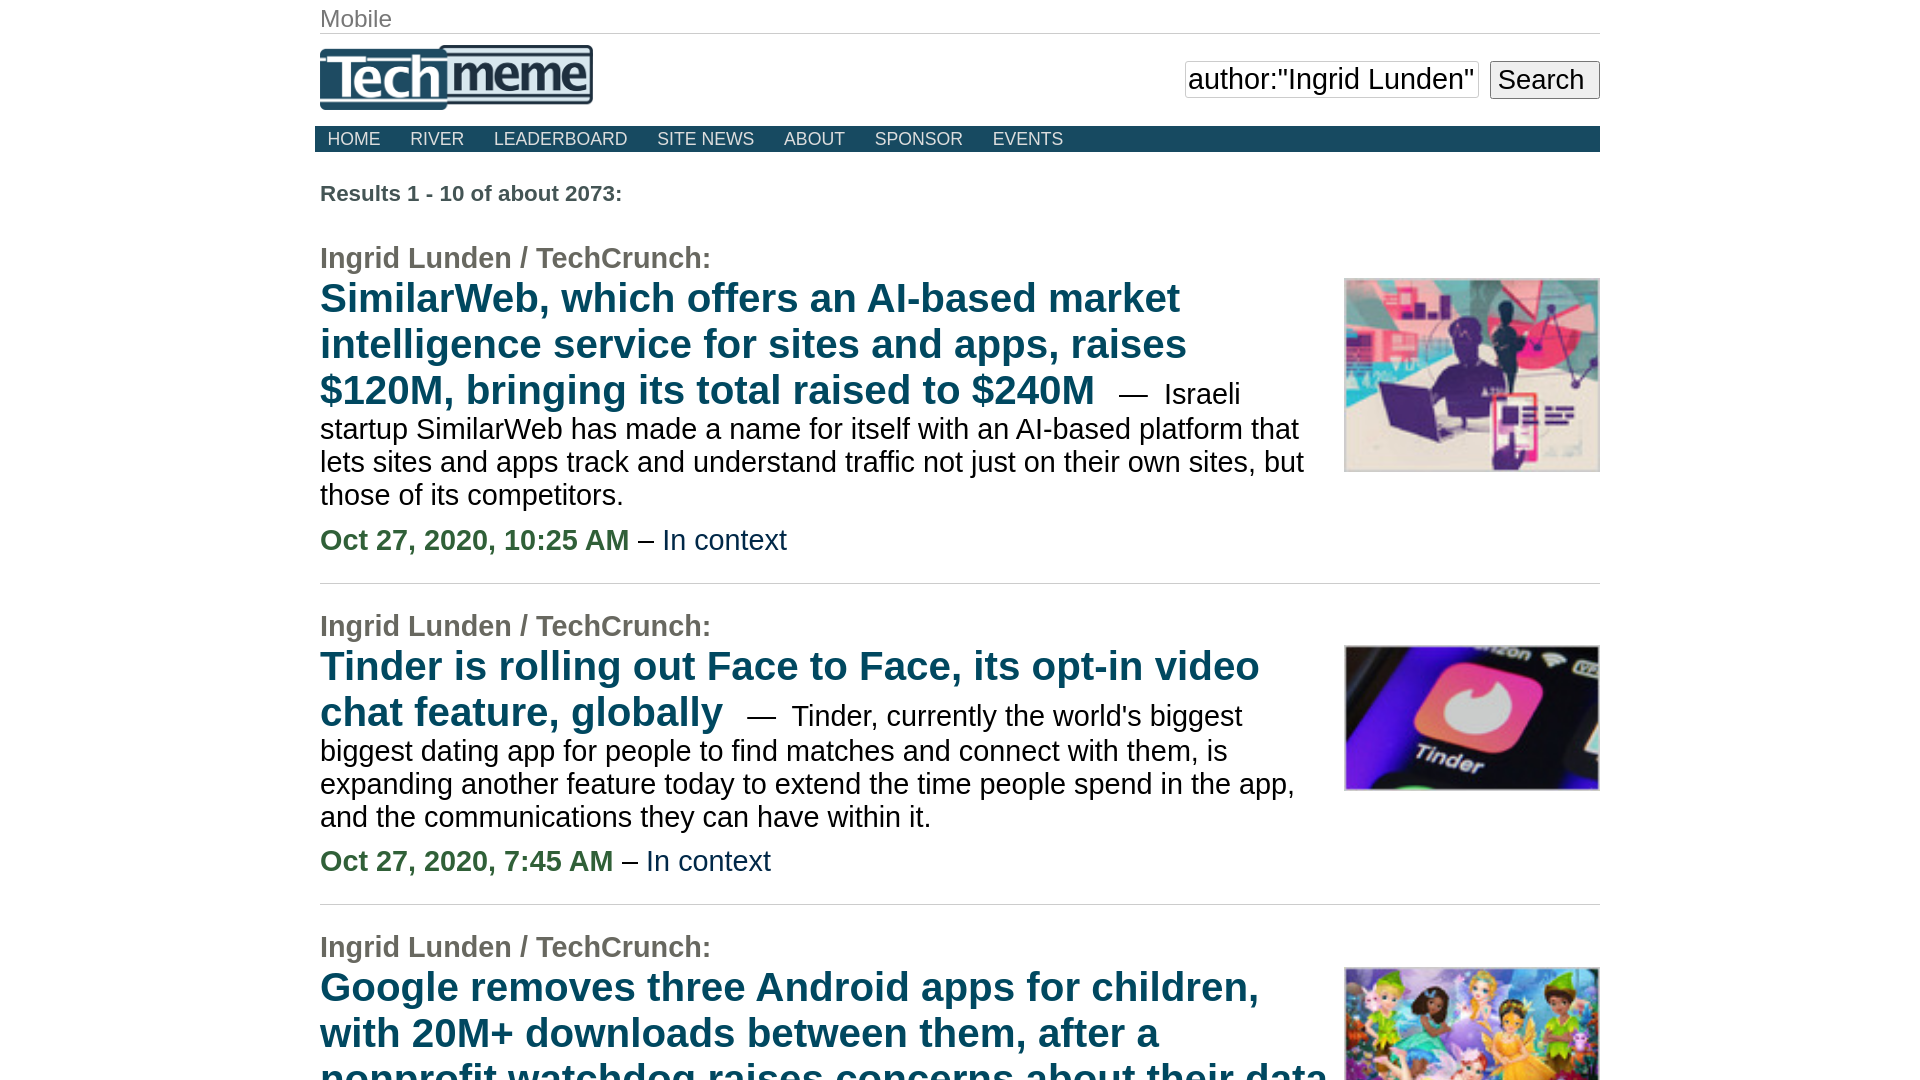 Mobile
Techmeme
author:"Ingrid Lunden" Search
HOME RIVER LEADERBOARD SITE NEWS ABOUT SPONSOR EVENTS
Results 1 - 10 of about 2073:
Ingrid Lunden / TechCrunch:
SimilarWeb, which offers an AI-based market
intelligence service for sites and apps, raises
$120M, bringing its total raised to $240M — Israeli
startup SimilarWeb has made a name for itself with an AI-based platform that
lets sites and apps track and understand traffic not just on their own sites, but
those of its competitors.
Oct 27, 2020, 10:25 AM – In context
Ingrid Lunden / TechCrunch:
Tinder is rolling out Face to Face, its opt-in video
chat feature, globally — Tinder, currently the world's biggest
biggest dating app for people to find matches and connect with them, is
expanding another feature today to extend the time people spend in the app,
and the communications they can have within it.
Tinder
Oct 27, 2020, 7:45 AM – In context
Ingrid Lunden / TechCrunch:
Google removes three Android apps for children,
with 20M+ downloads between them, after a
nonprofit watchdog raises concerns about their data